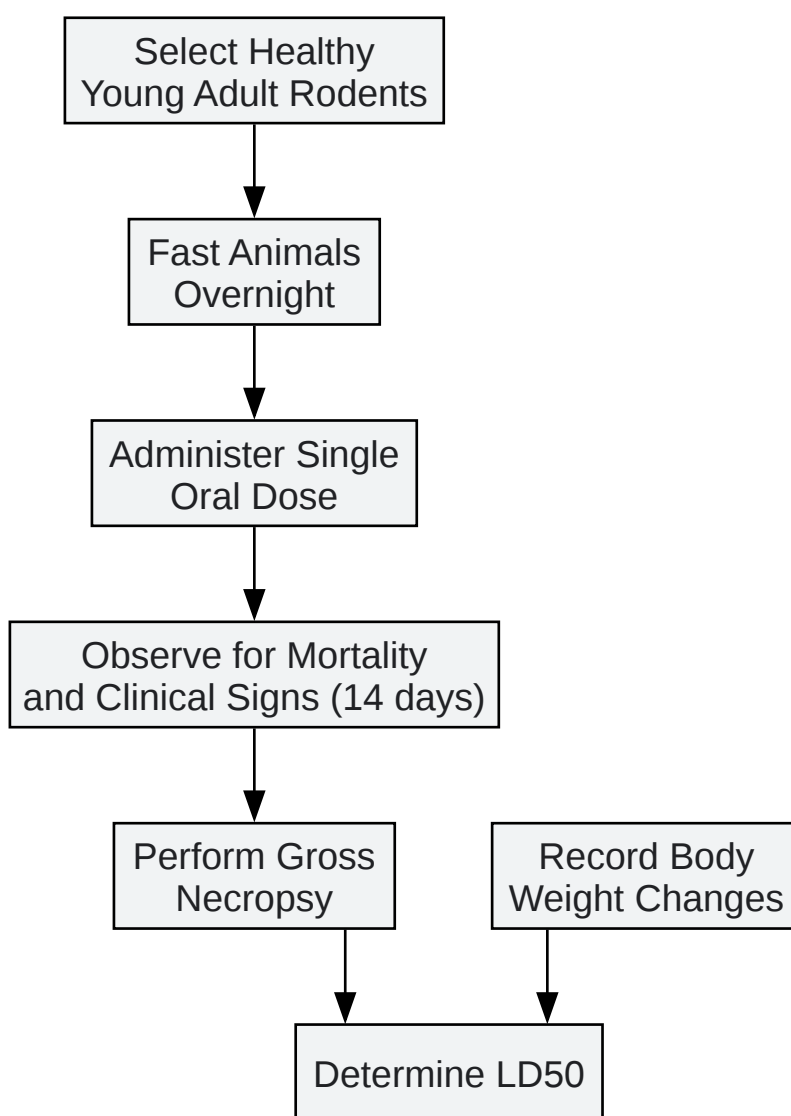 Select Healthy
Young Adult Rodents
Fast Animals
Overnight
Administer Single
Oral Dose
Observe for Mortality
and Clinical Signs (14 days)
Perform Gross
Necropsy
Record Body
Weight Changes
Determine LD50